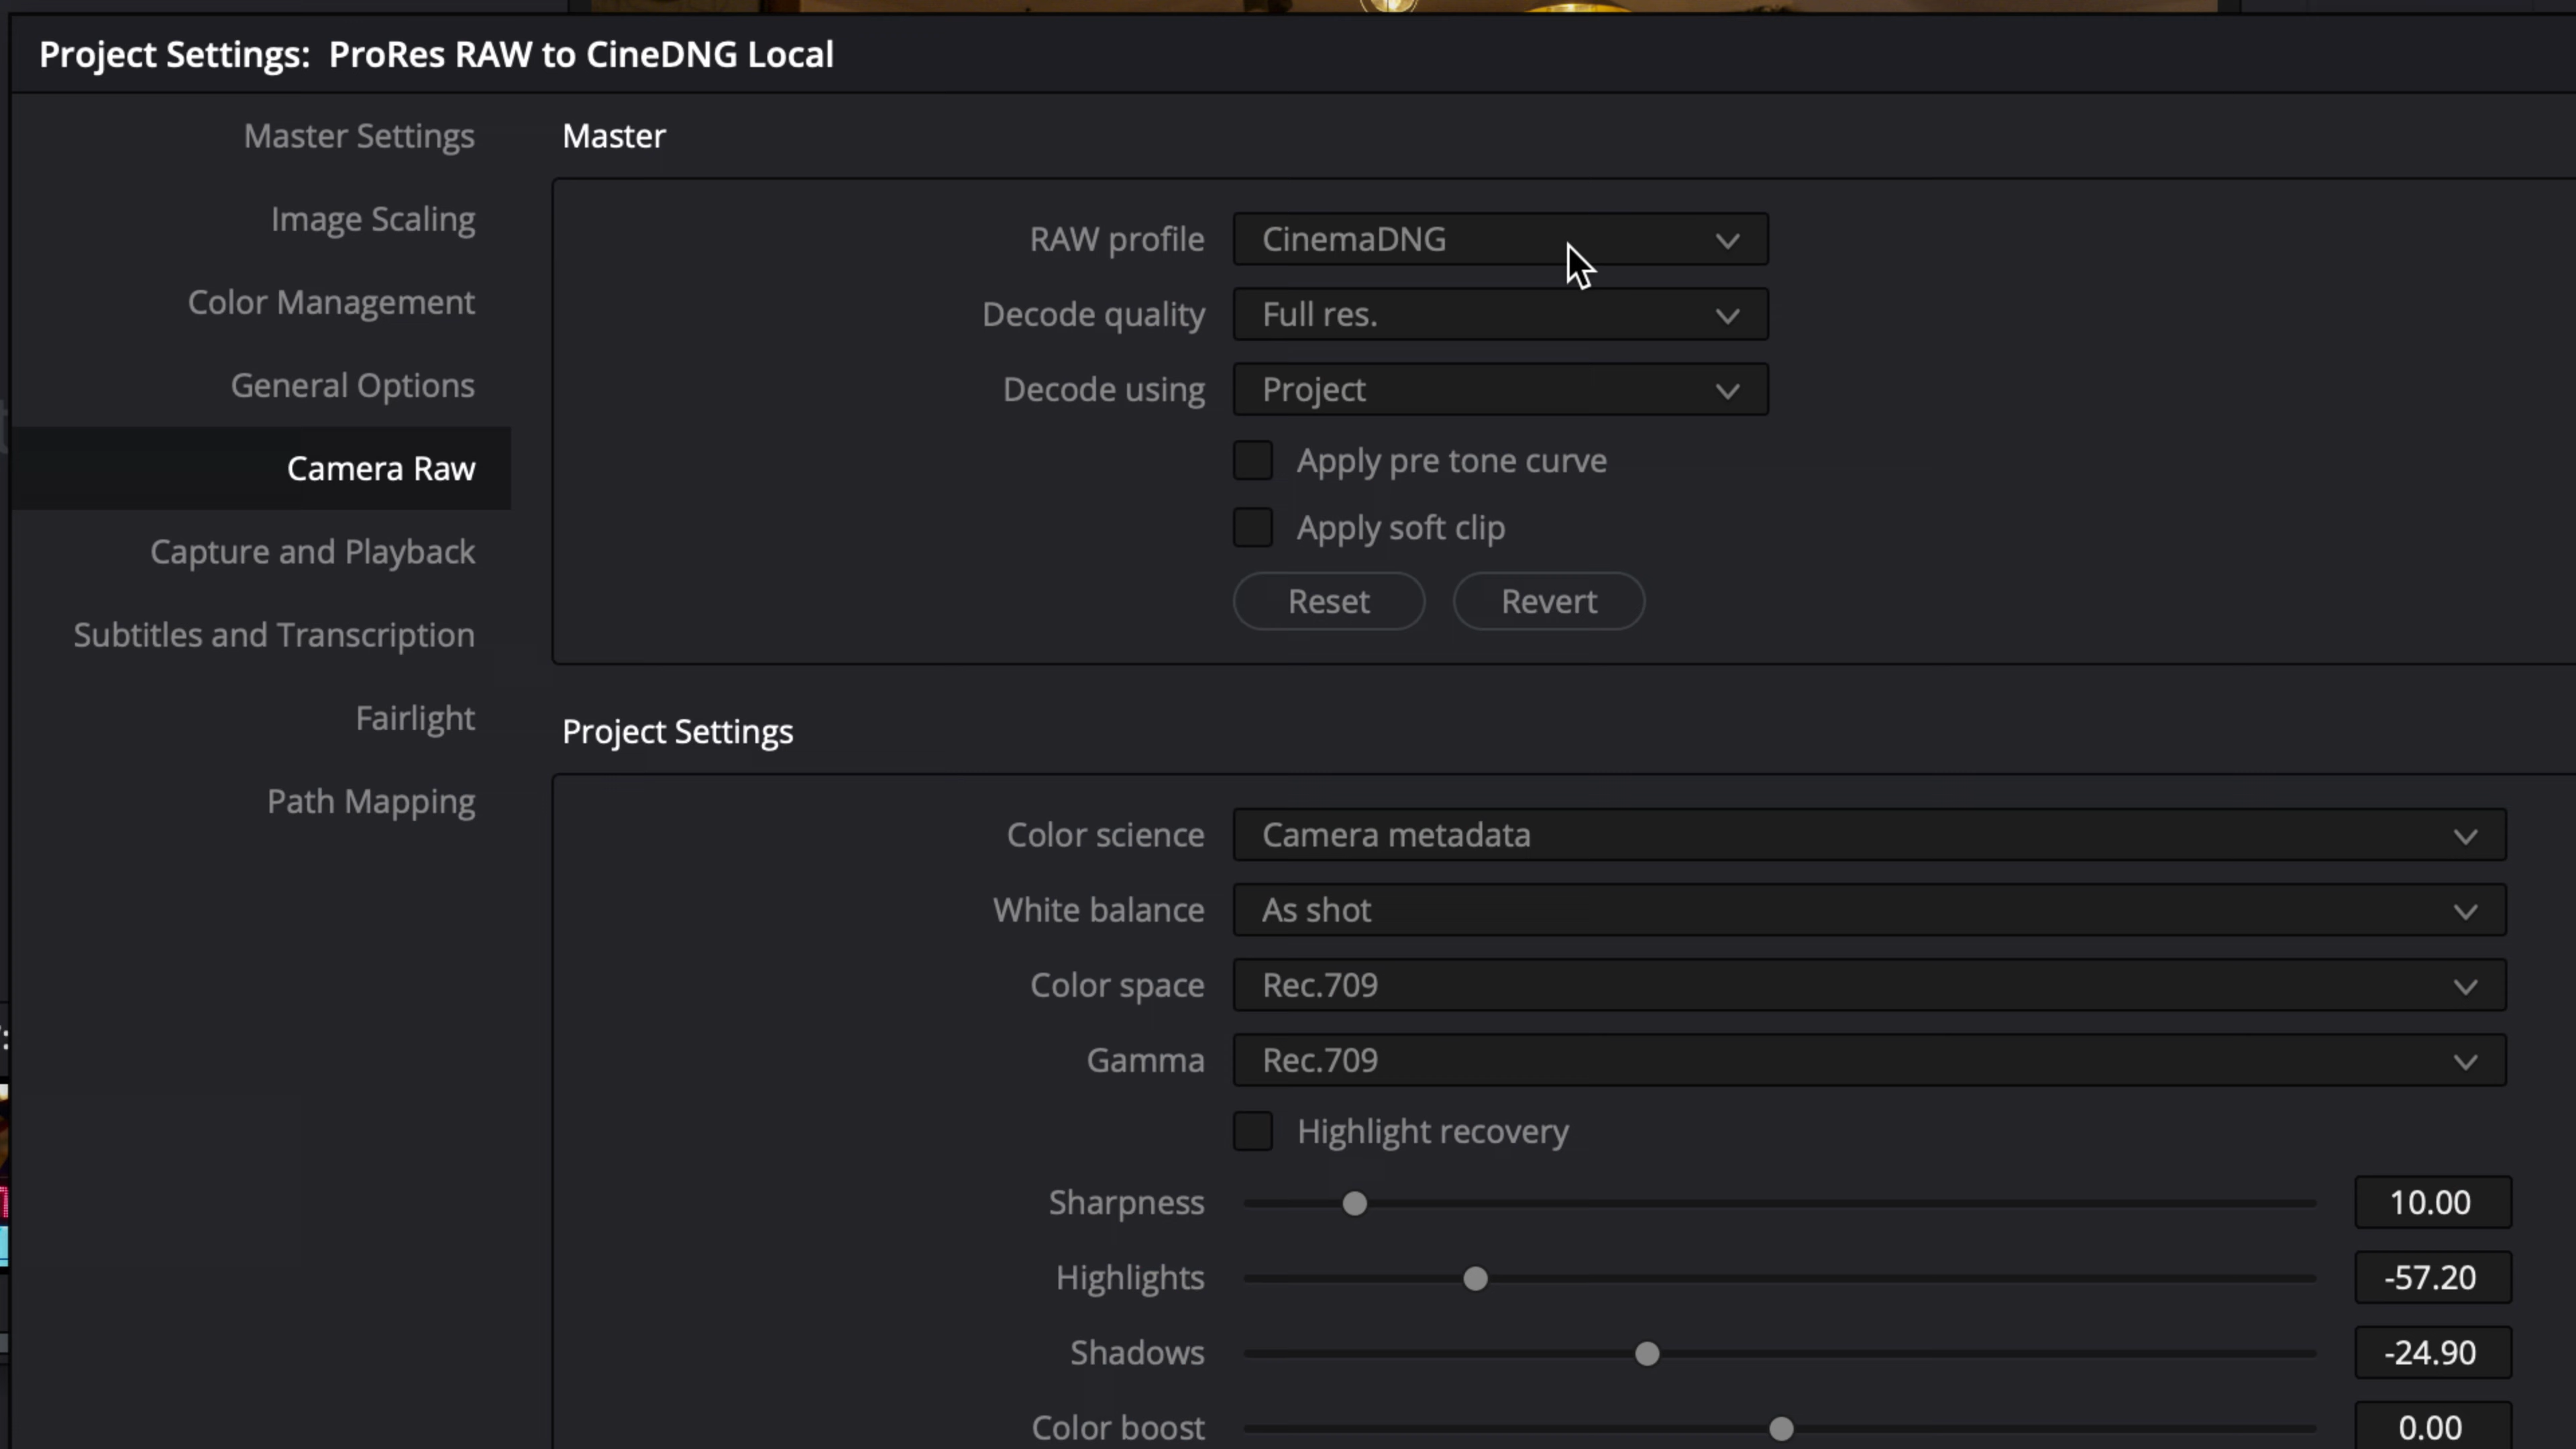 Project Settings: ProRes RAW to CineDNG Local
Master Settings
Image Scaling
Color Management
General Options
Camera Raw
Capture and Playback
Subtitles and Transcription
Fairlight
Path Mapping
Master
RAW profile CinemaDNG
Decode quality Full res.
Decode using Project
Apply pre tone curve
Apply soft clip
Reset Revert
Project Settings
Color science Camera metadata
White balance As shot
Color space Rec.709
Gamma Rec.709
Highlight recovery
Sharpness 10.00
Highlights -57.20
Shadows -24.90
Color boost 0.00